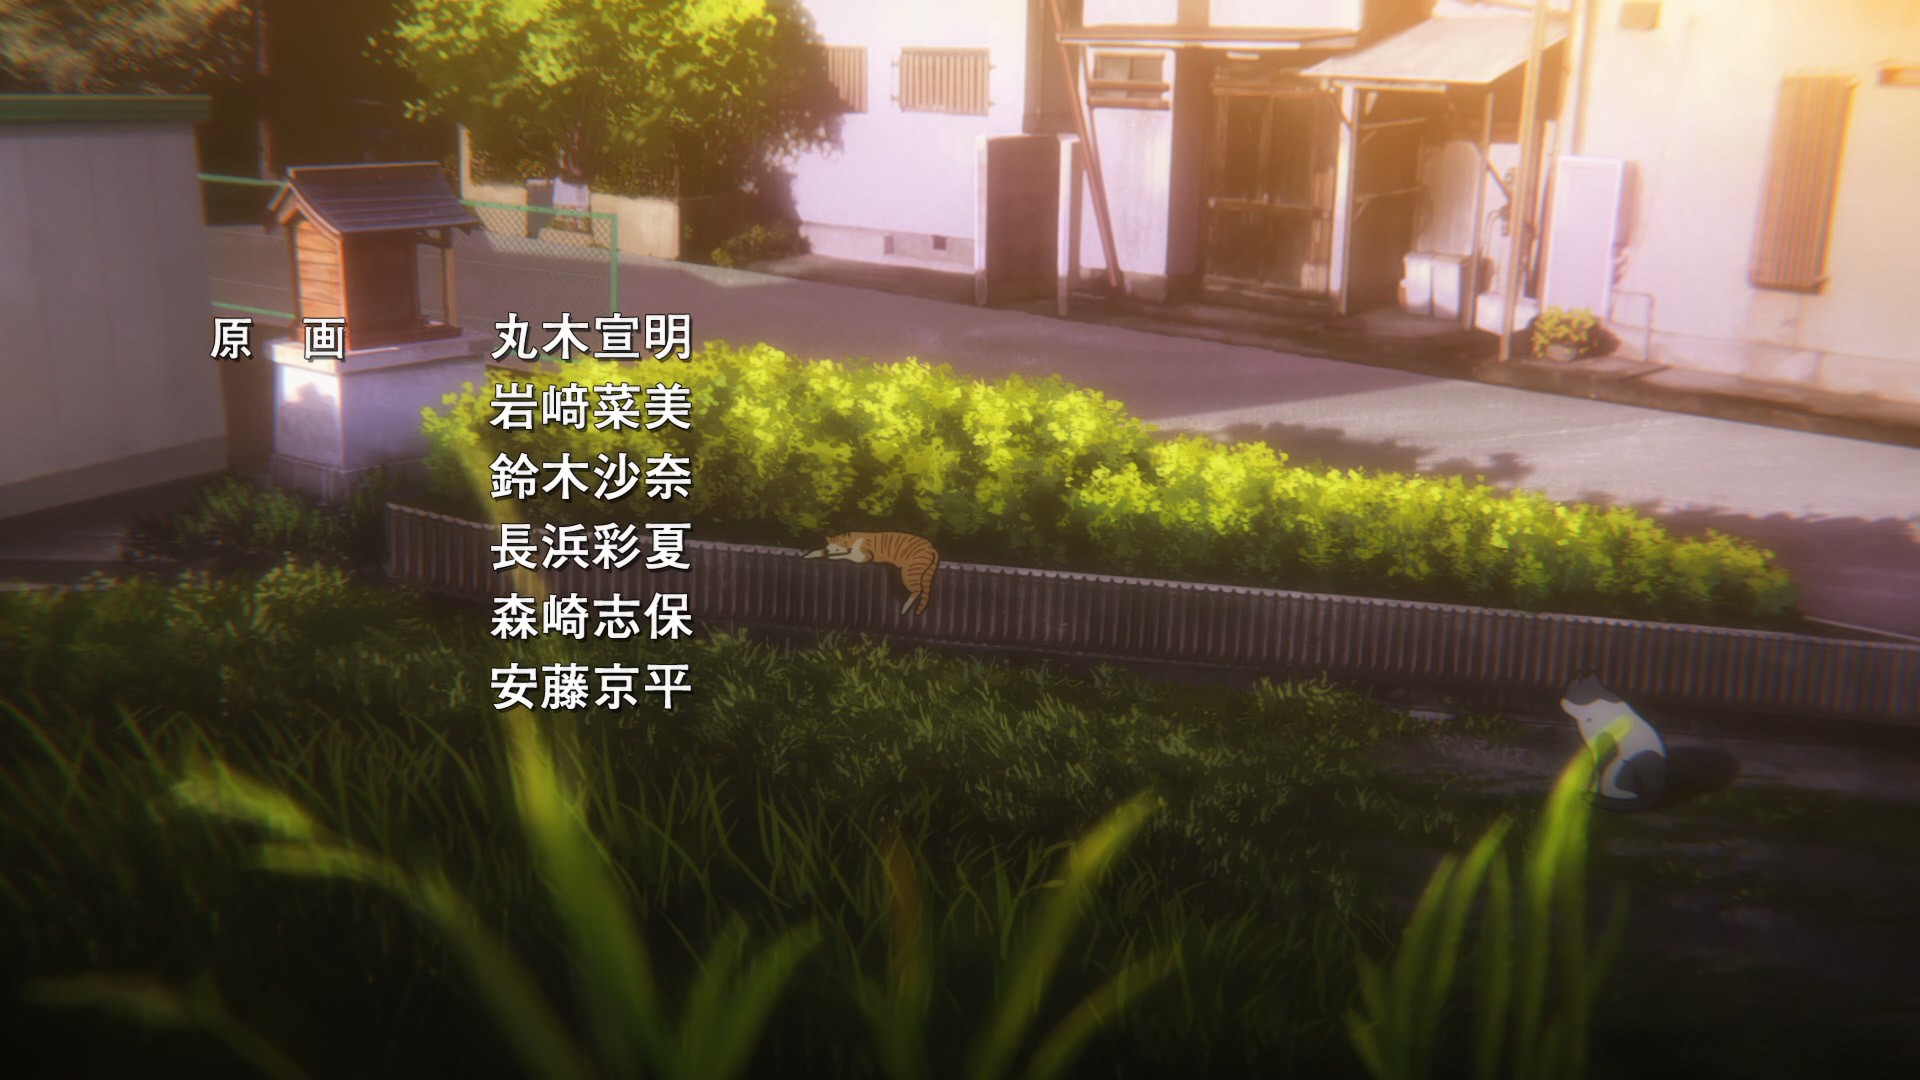 原　画　丸木宣明
岩﨑菜美
鈴木沙奈
長浜彩夏
森崎志保
安藤京平